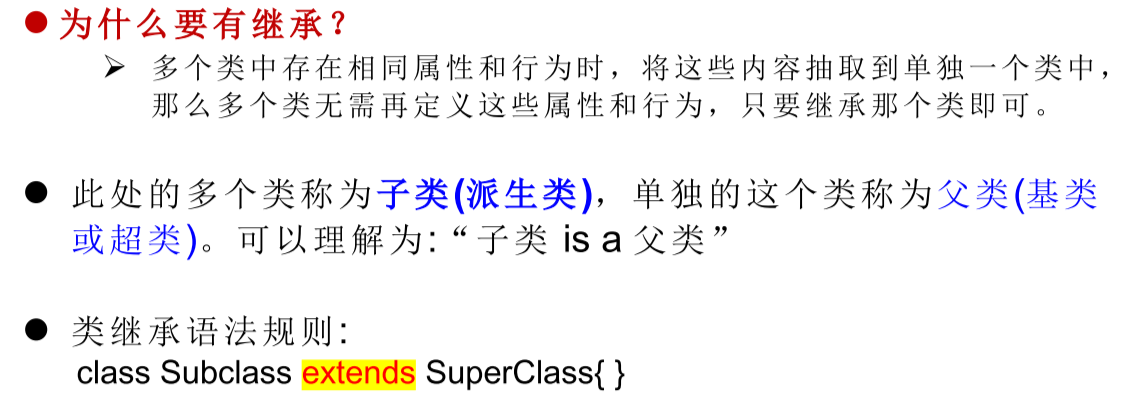 ● 为什么要有继承？
➢ 多个类中存在相同属性和行为时，将这些内容抽取到单独一个类中，
那么多个类无需再定义这些属性和行为，只要继承那个类即可。
● 此处的多个类称为子类(派生类)，单独的这个类称为父类(基类
或超类)。可以理解为:“子类 is a 父类”
● 类继承语法规则:
class Subclass extends SuperClass{ }